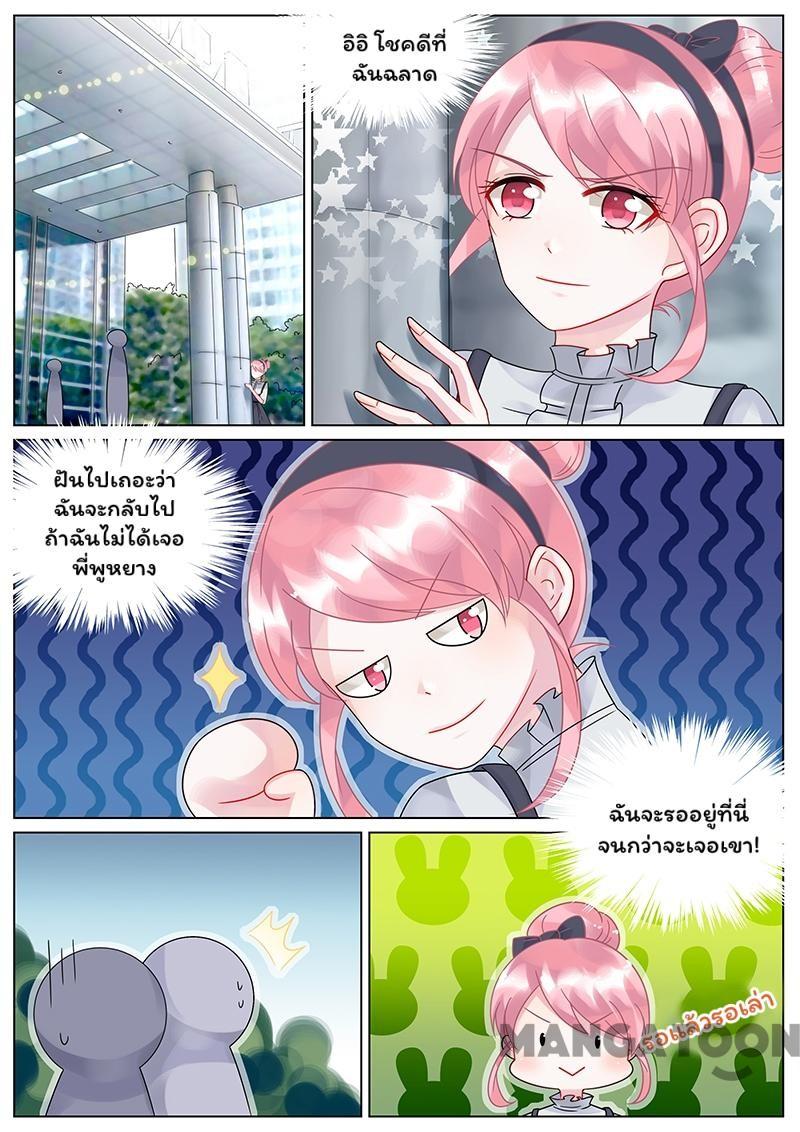 อิอิ โชคดีที่
ฉันฉลาด
ฝันไปเถอะว่า
ฉันจะกลับไป
ถ้าฉันไม่ได้เจอ
พี่พูหยาง
ฉันจะรออยู่ที่นี่
จนกว่าจะเจอเขา!
รอแล้วรอเล่า
MANGATOON